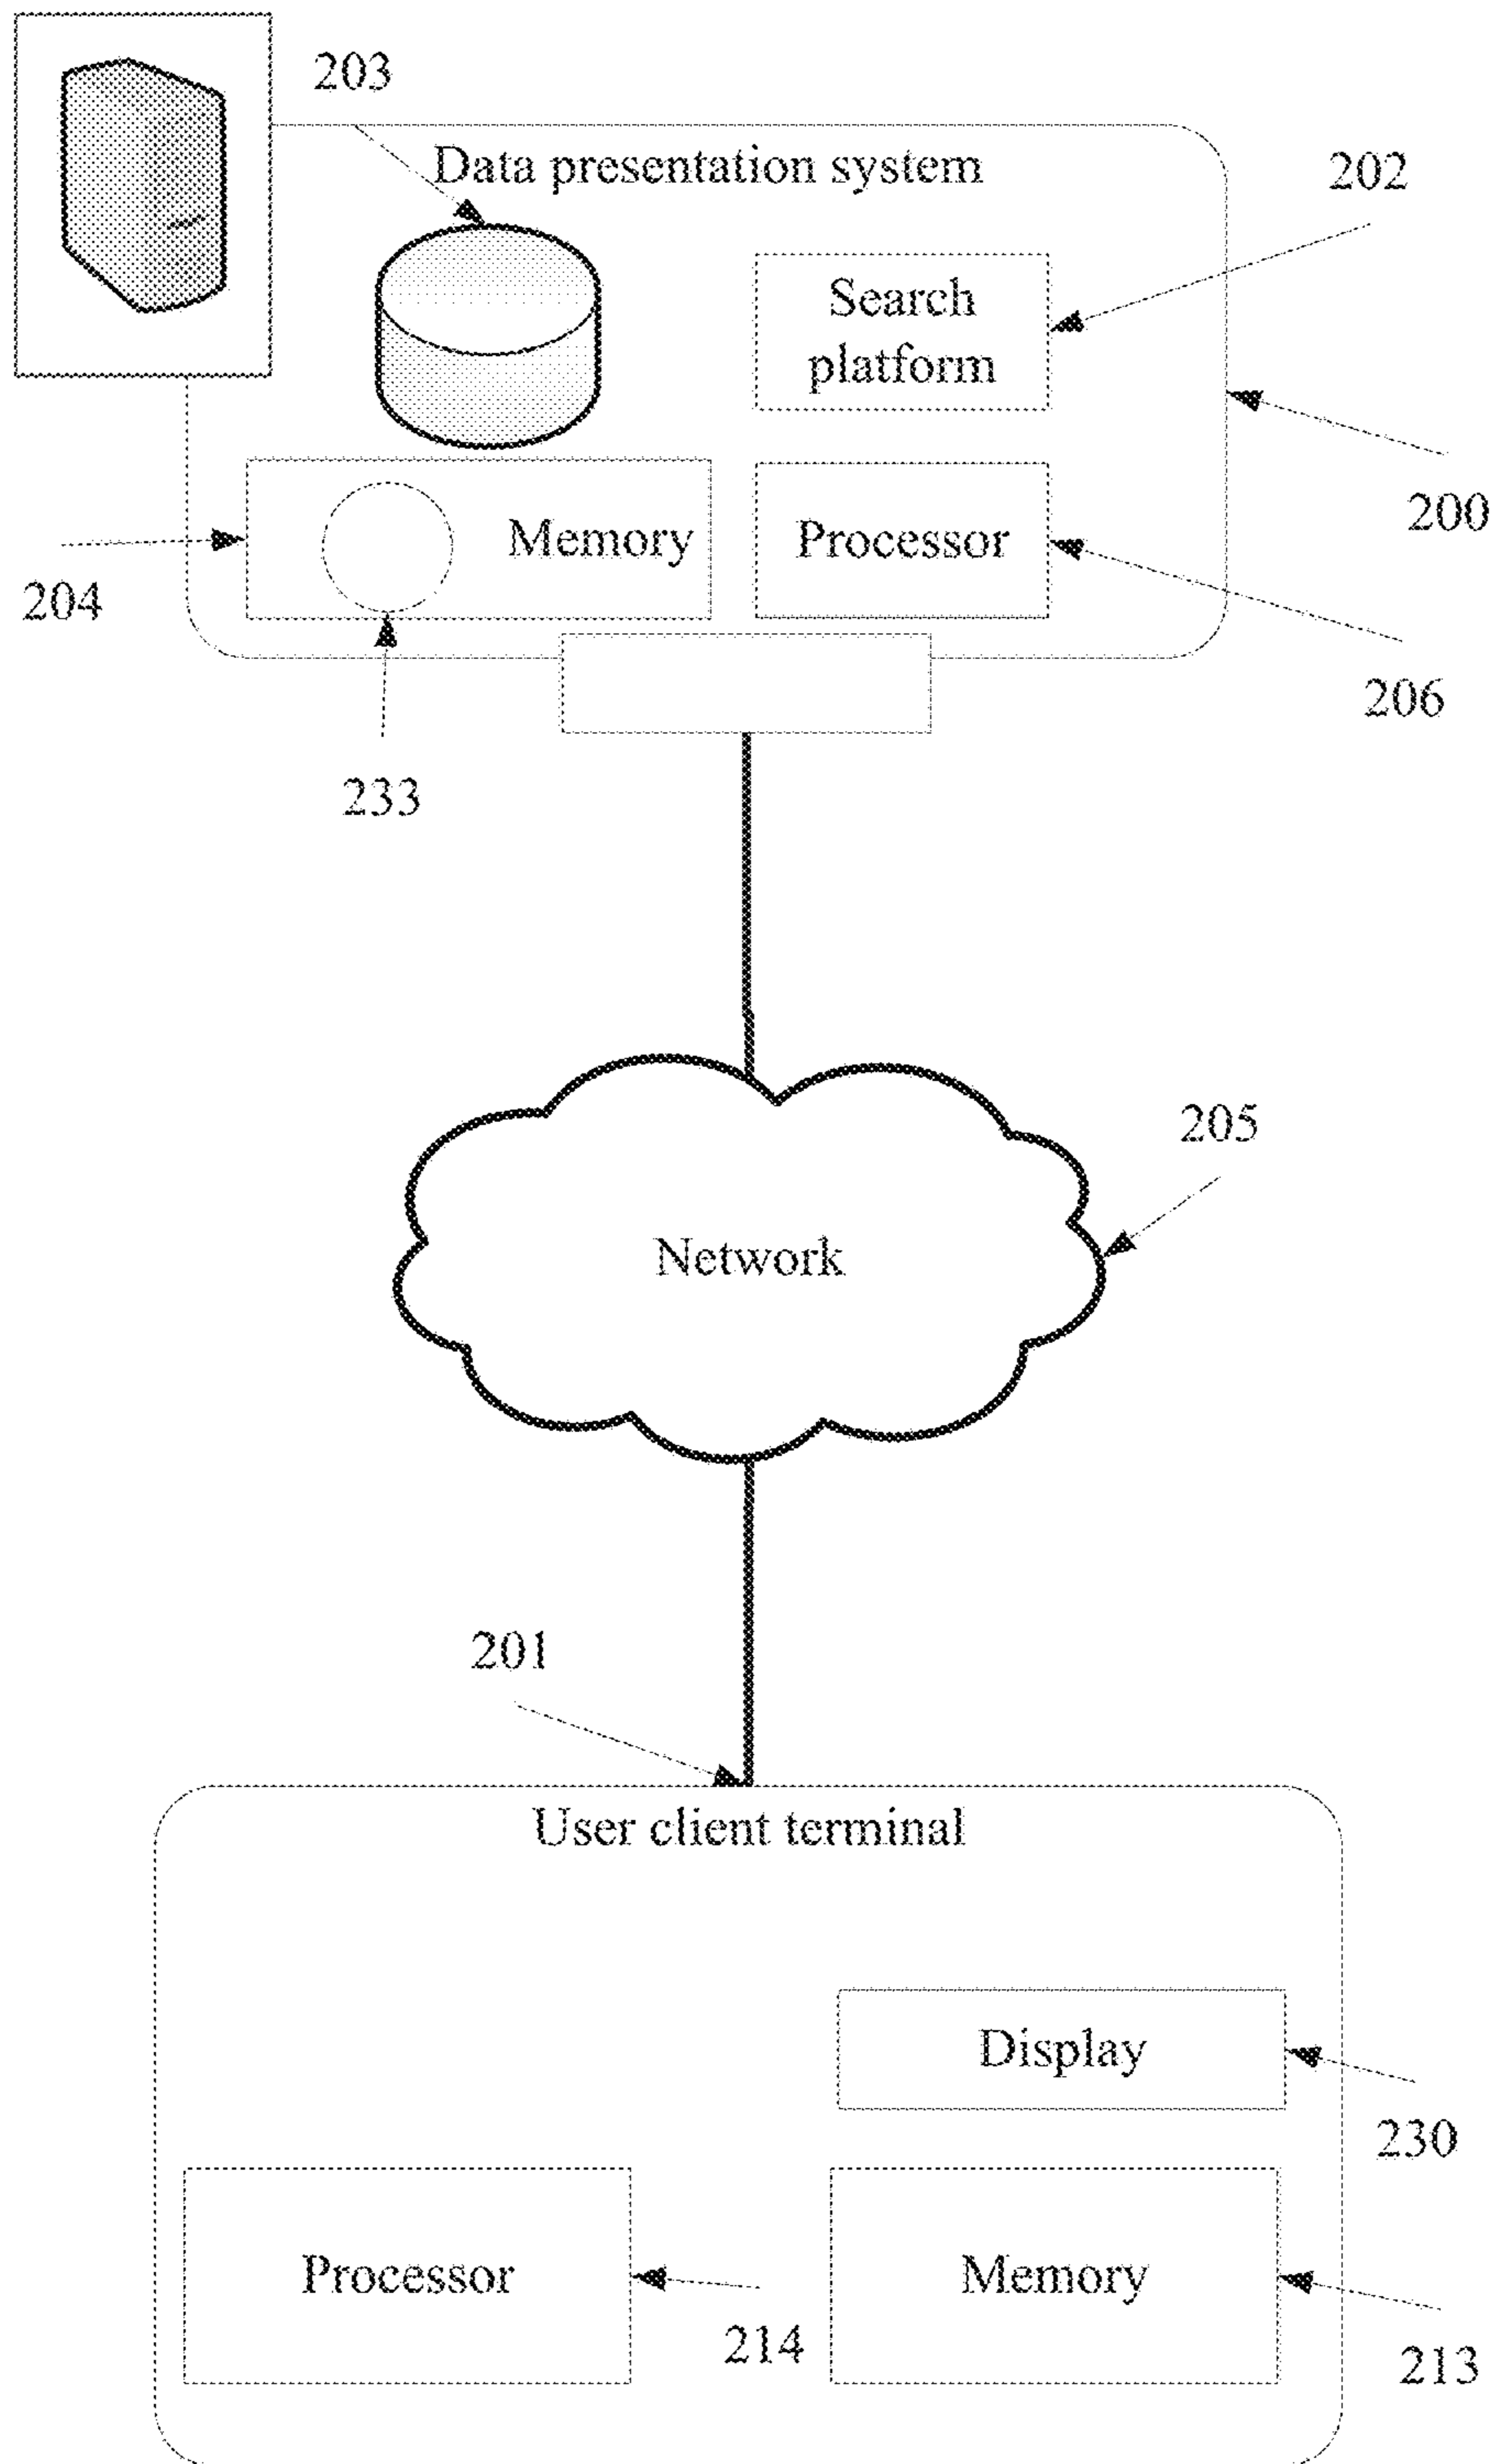 203
Data presentation system
202
Search
platform
200
Memory
Processor
204
206
233
205
Network
201
User client terminal
Display
230
Processor
Memory
214
213